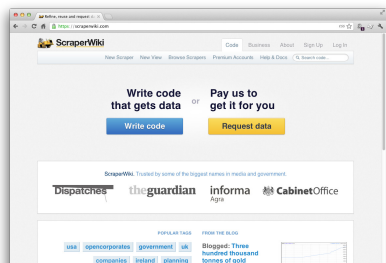 Refine, reuse and request d
https://scraperwiki.com
ScraperWiki
Code Business About Sign Up Log In
New Scraper New View Browse Scrapers Premium Accounts Help & Docs Search code...
Write code
that gets data
or
Pay us to
get it for you
Write code
Request data
ScraperWiki. Trusted by some of the biggest names in media and government.
Dispatches
theguardian
informa
Agra
CabinetOffice
POPULAR TAGS
FROM THE BLOG
usa opencorporates government uk
companies ireland planning
Blogged: Three
hundred thousand
tonnes of gold